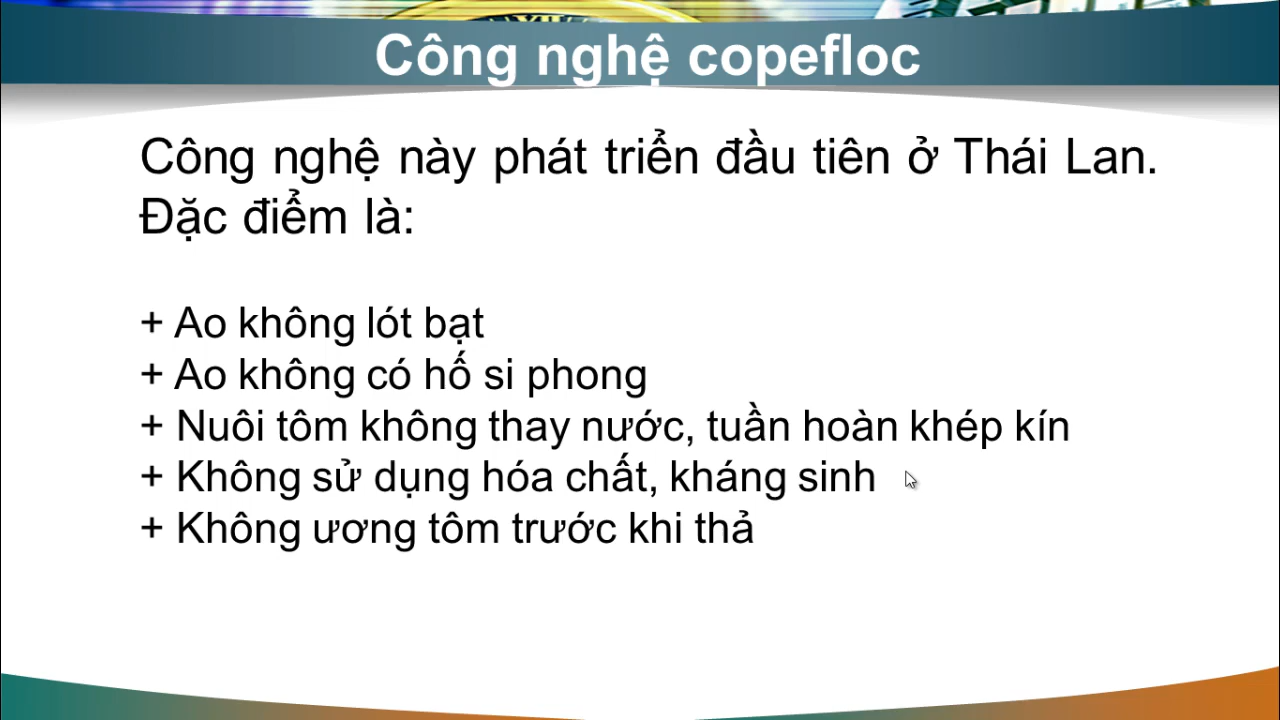 Công nghệ copefloc
Công nghệ này phát triển đầu tiên ở Thái Lan.
Đặc điểm là:
+ Ao không lót bạt
+ Ao không có hố si phong
+ Nuôi tôm không thay nước, tuần hoàn khép kín
+ Không sử dụng hóa chất, kháng sinh
+ Không ương tôm trước khi thả